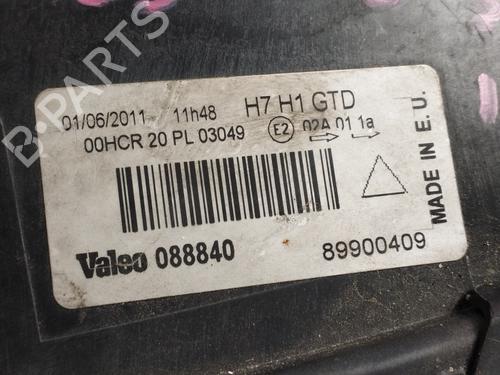 B-PARTS
01/06/2011 11h48 H7 H1 GTD
00HCR 20 PL 03049 E2 02A 01 1a
MADE IN E.U.
Valeo 088840 89900409